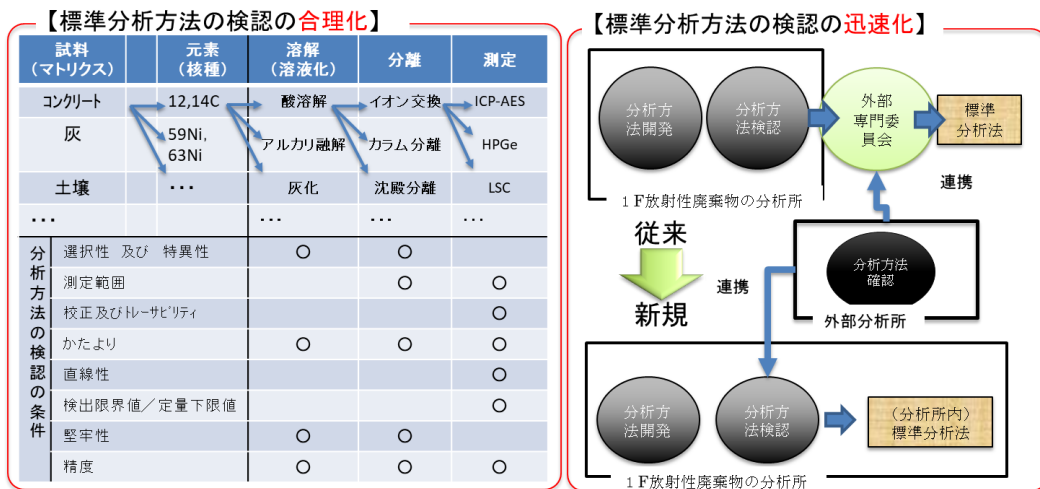 【標準分析方法の検認の合理化】
試料
（マトリクス）
元素
（核種）
溶解
（溶液化）
分離
測定
コンクリート
12,14C
酸溶解
イオン交換
ICP-AES
灰
59Ni,
63Ni
アルカリ融解
カラム分離
HPGe
土壌
・・・
灰化
沈殿分離
LSC
・・・
・・・
・・・
・・・
分析方法の検認の条件
選択性 及び 特異性
○
○
測定範囲
○
○
校正及びﾄﾚｰｻﾋﾞﾘﾃｨ
○
かたより
○
○
○
直線性
○
検出限界値／定量下限値
○
堅牢性
○
○
精度
○
○
○
【標準分析方法の検認の迅速化】
分析方
法開発
分析方
法検認
外部
専門委
員会
標準
分析法
１Ｆ放射性廃棄物の分析所
連携
従来
新規
連携
分析方法
確認
外部分析所
分析方
法開発
分析方
法検認
（分析所内）
標準分析法
１Ｆ放射性廃棄物の分析所